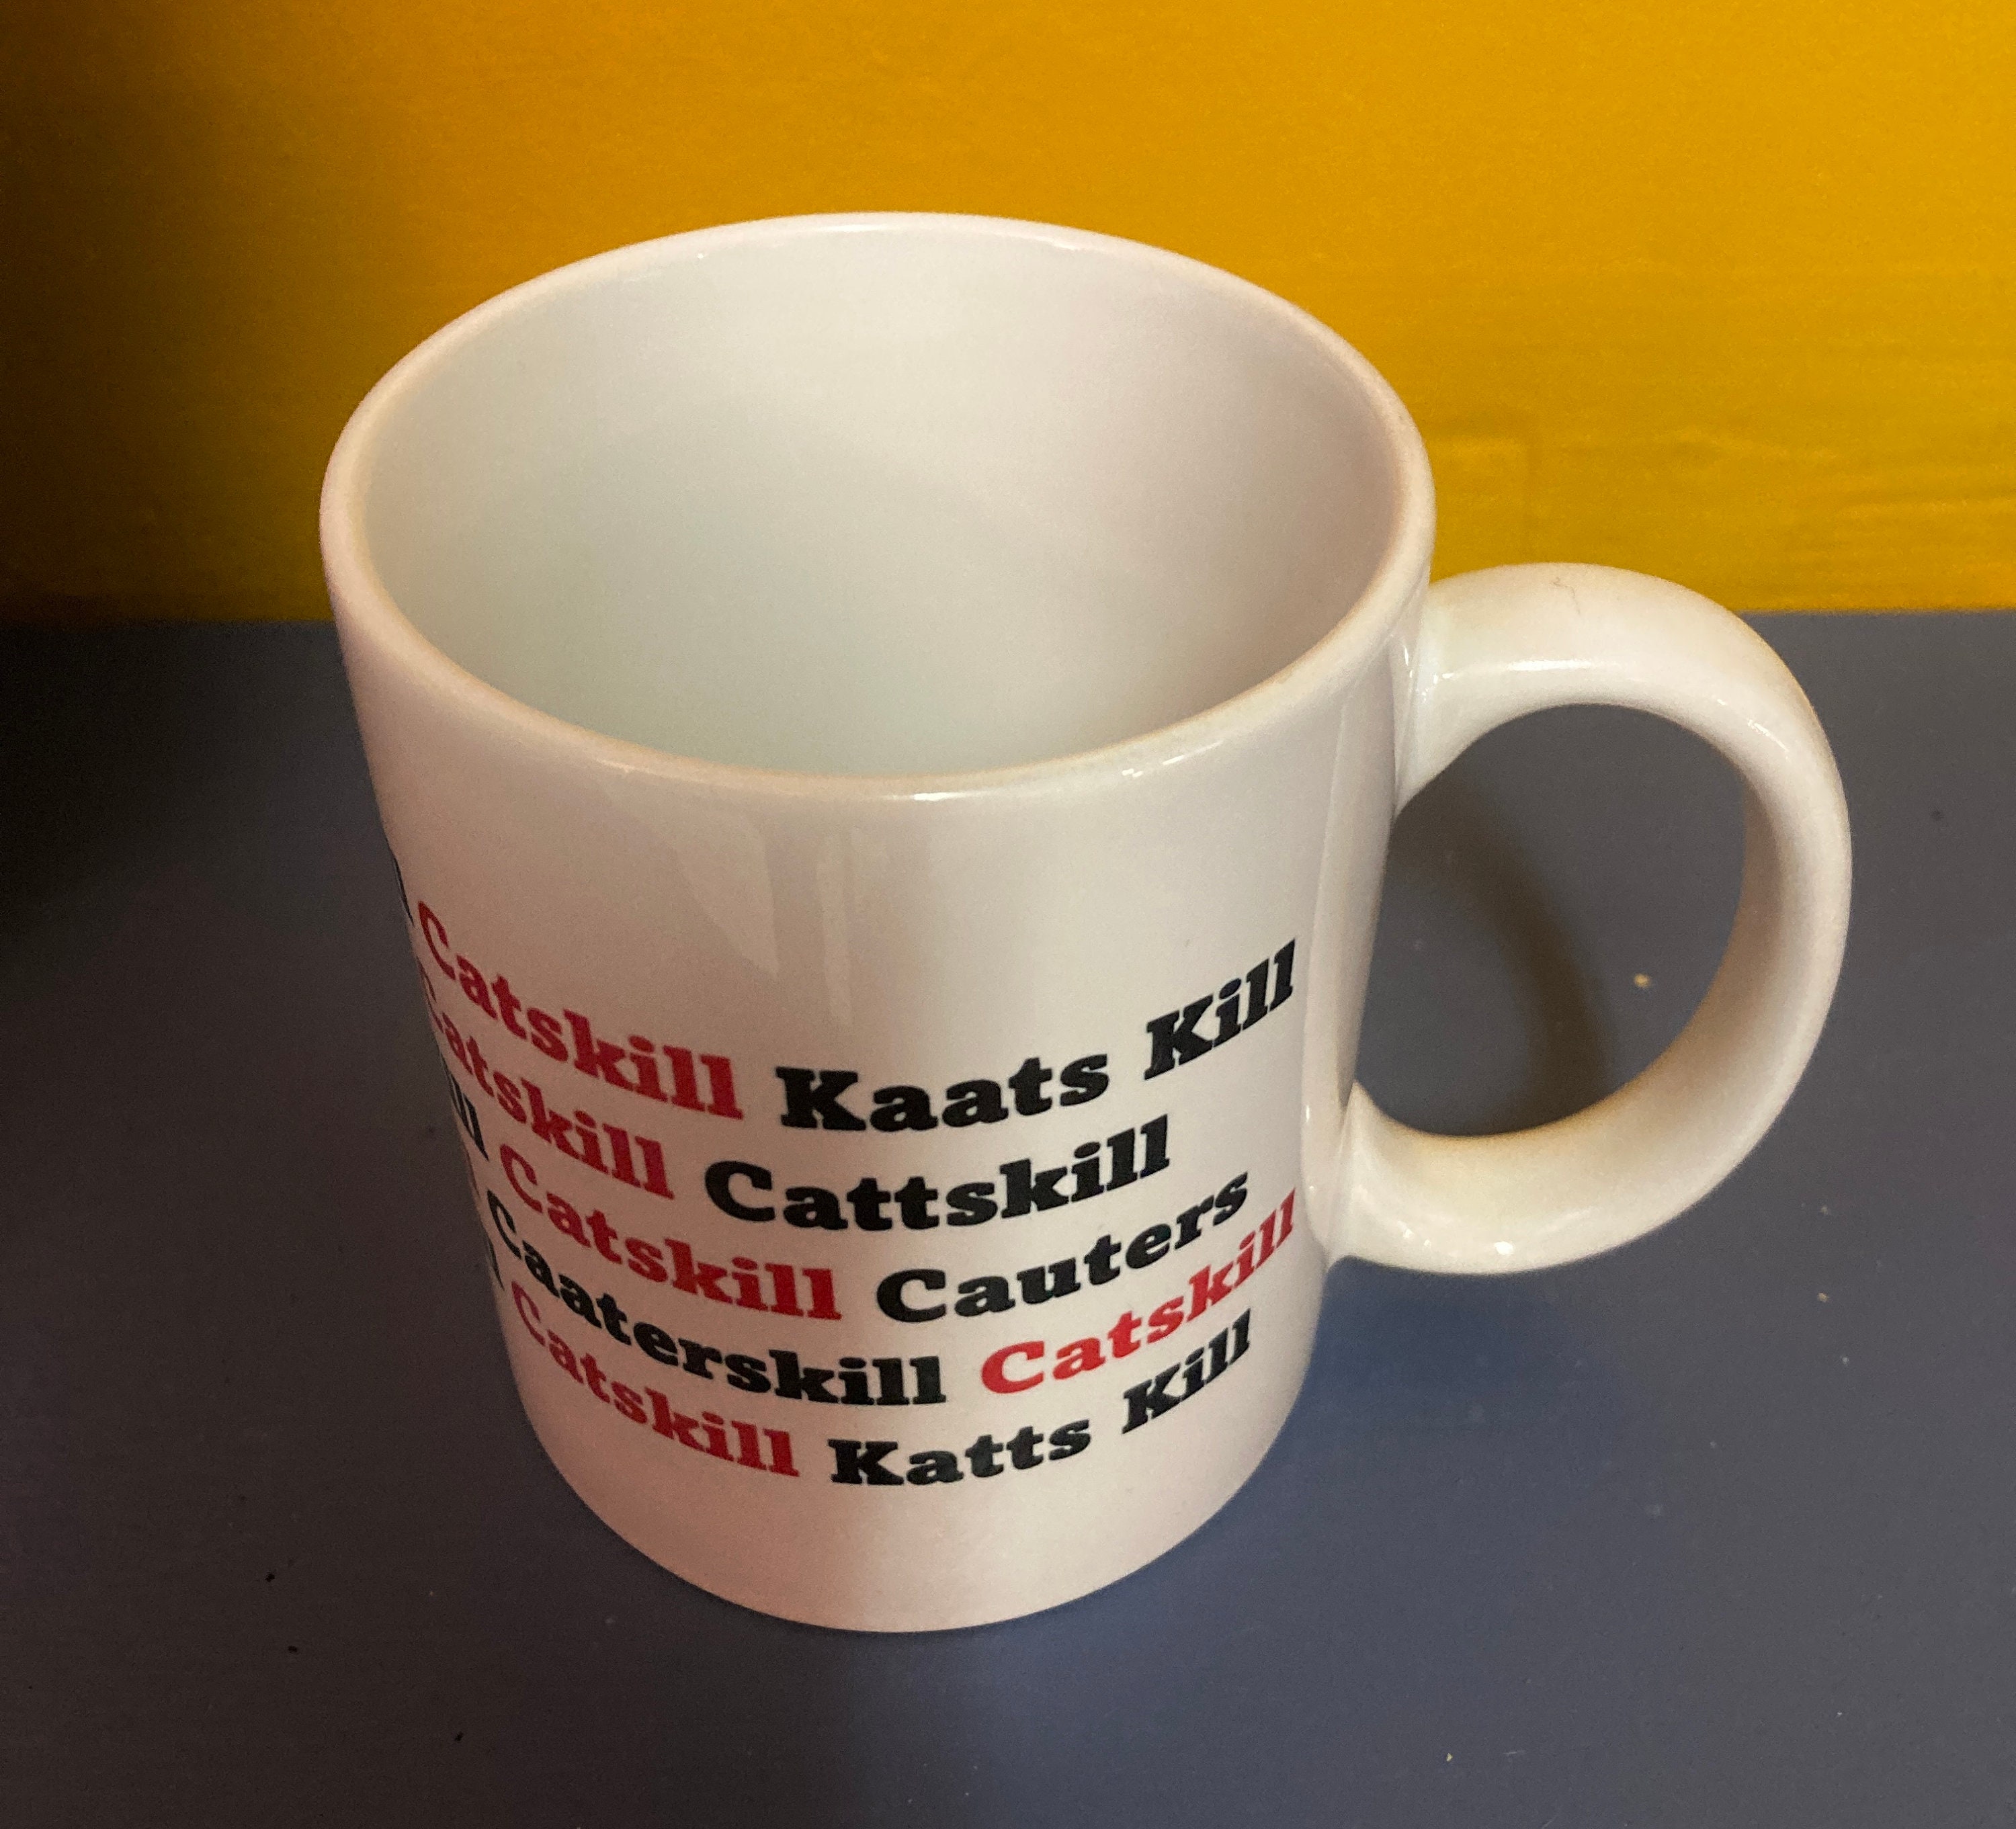 Catskill Kaats Kill
Catskill Cattskill
Catskill Cauters
Caaterskill Catskill
Catskill Katts Kill